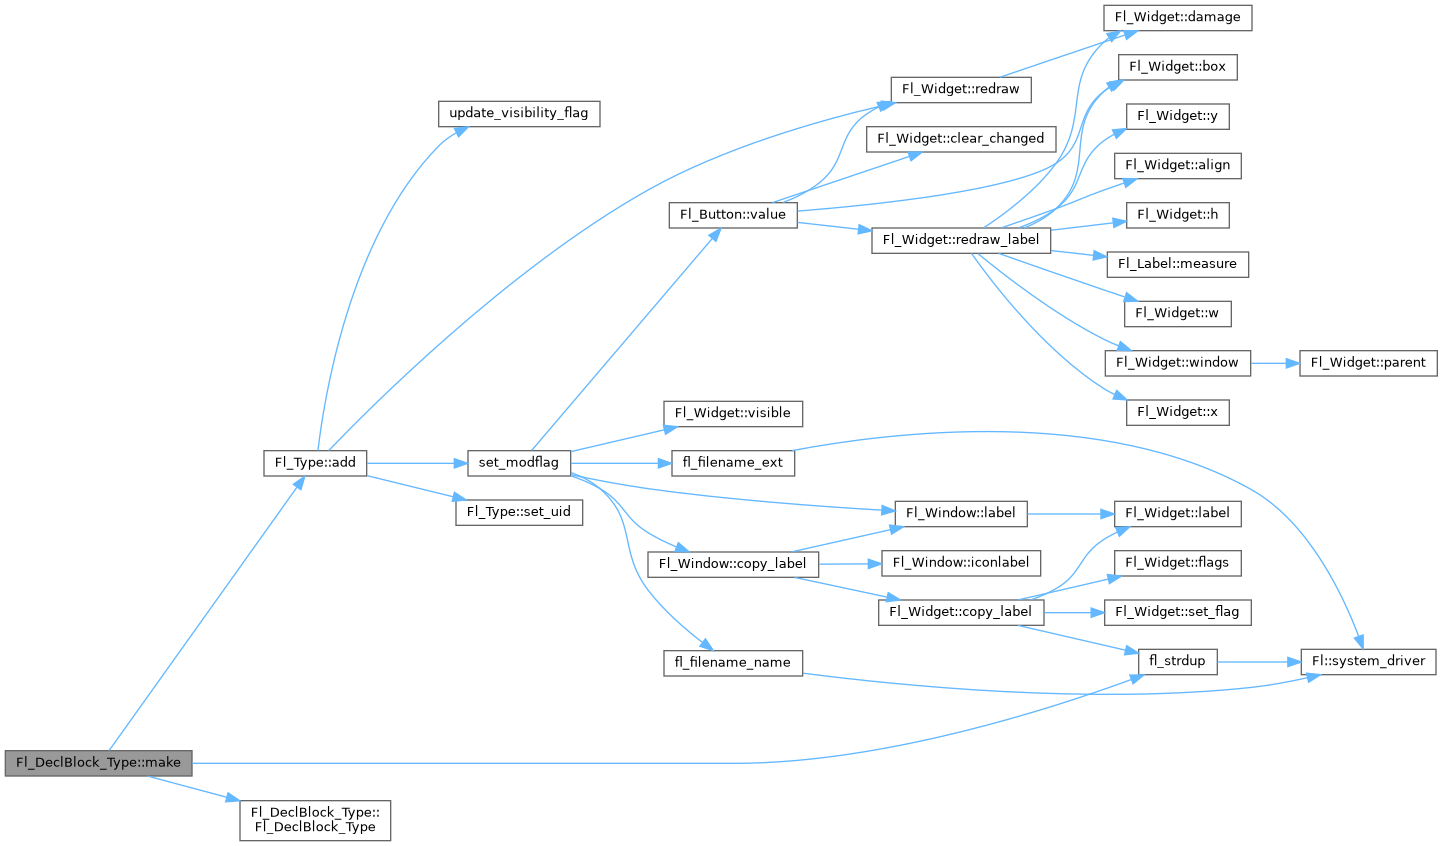 Fl_Widget::damage
Fl_Widget::box
Fl_Widget::redraw
update_visibility_flag
Fl_Widget::y
Fl_Widget::clear_changed
Fl_Widget::align
Fl_Button::value
Fl_Widget::h
Fl_Widget::redraw_label
Fl_Label::measure
Fl_Widget::w
Fl_Widget::window
Fl_Widget::parent
Fl_Widget::visible
Fl_Widget::x
Fl_Type::add
set_modflag
fl_filename_ext
Fl_Type::set_uid
Fl_Window::label
Fl_Widget::label
Fl_Window::copy_label
Fl_Window::iconlabel
Fl_Widget::flags
Fl_Widget::copy_label
Fl_Widget::set_flag
fl_filename_name
fl_strdup
Fl::system_driver
Fl_DeclBlock_Type::make
Fl_DeclBlock_Type::
Fl_DeclBlock_Type